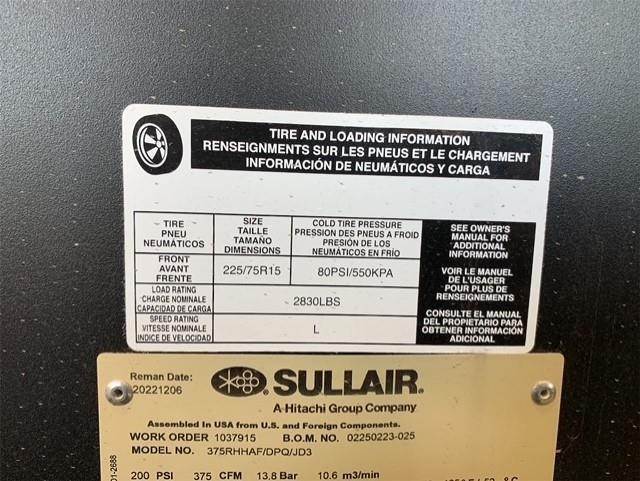 TIRE AND LOADING INFORMATION
RENSEIGNMENTS SUR LES PNEUS ET LE CHARGEMENT
INFORMACIÓN DE NEUMÁTICOS Y CARGA
TIRE
PNEU
NEUMÁTICOS
SIZE
TAILLE
TAMAÑO
DIMENSIONS
COLD TIRE PRESSURE
PRESSION DES PNEUS A FROID
PRESIÓN DE LOS
NEUMÁTICOS EN FRÍO
SEE OWNER'S
MANUAL FOR
ADDITIONAL
INFORMATION
VOIR LE MANUEL
DE L'USAGER
POUR PLUS DE
RENSEIGNEMENTS
CONSULTE EL MANUAL
DEL PROPIETARIO PARA
OBTENER INFORMACIÓN
ADICIONAL
FRONT
AVANT
FRENTE
225/75R15
80PSI/550KPA
LOAD RATING
CHARGE NOMINALE
CAPACIDAD DE CARGA
2830LBS
SPEED RATING
VITESSE NOMINALE
INDICE DE VELOCIDAD
L
Reman Date:
20221206
SULLAIR
A Hitachi Group Company
Assembled In USA from U.S. and Foreign Components.
WORK ORDER 1037915 B.O.M. NO. 02250223-025
MODEL NO. 375RHHAF/DPQ/JD3
200 PSI 375 CFM 13.8 Bar 10.6 m3/min